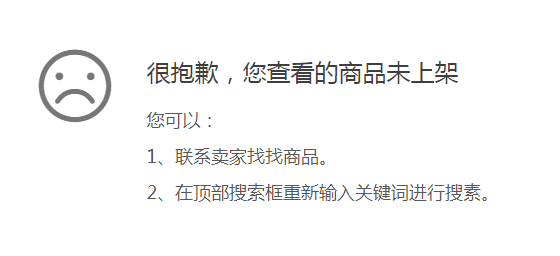 很抱歉，您查看的商品未上架
您可以：
1、联系卖家找找商品。
2、在顶部搜索框重新输入关键词进行搜素。